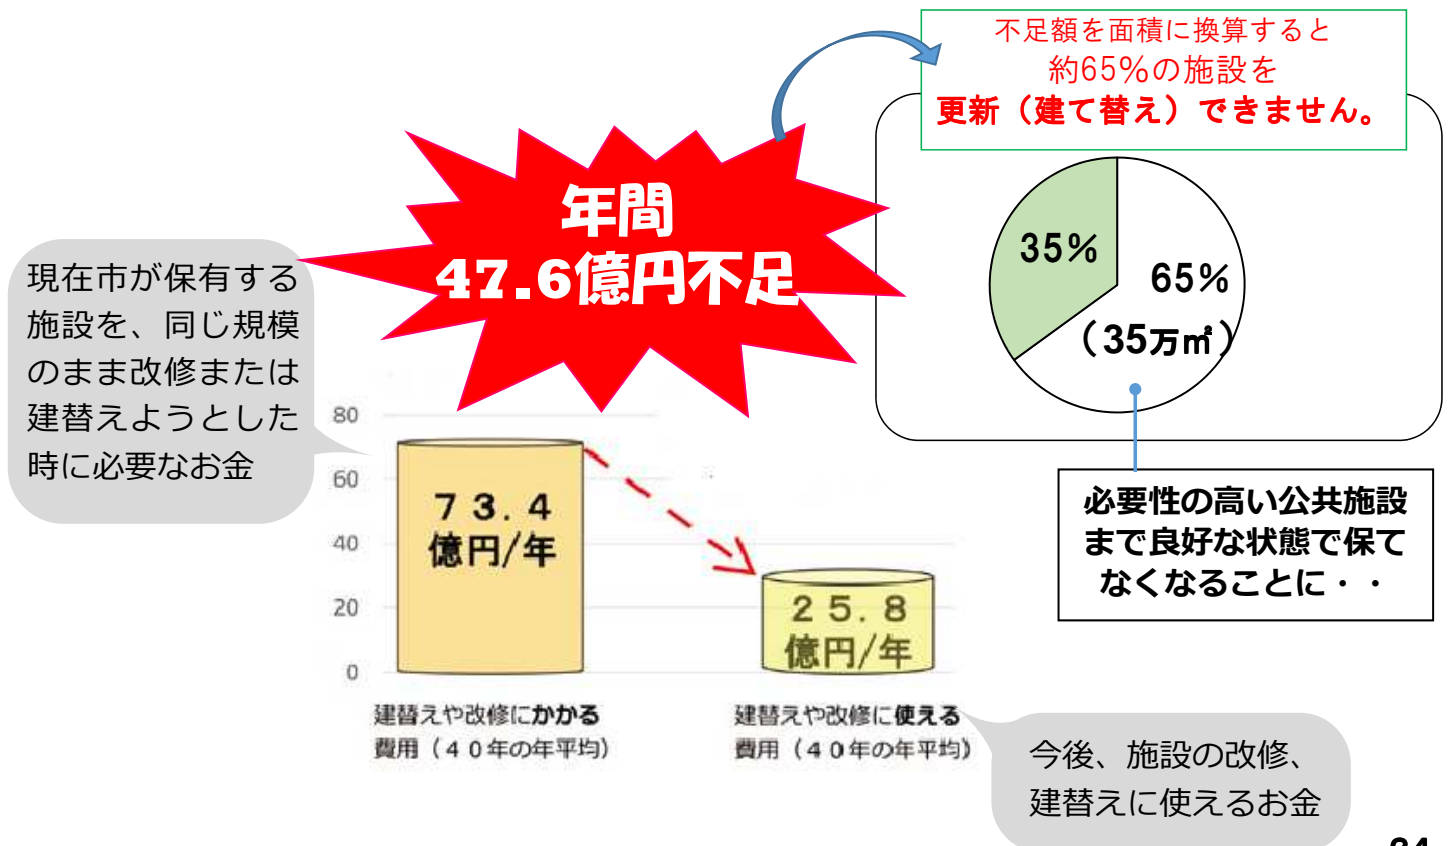 不足額を面積に換算すると
約65%の施設を
更新（建て替え）できません。
年間
47.6億円不足
現在市が保有する
施設を、同じ規模
のまま改修または
建替えようとした
時に必要なお金
35%
65%
（35万㎡）
必要性の高い公共施設
まで良好な状態で保て
なくなることに・・
80
60
40
20
0
７３．４
億円/年
２５．８
億円/年
建替えや改修にかかる
費用（４０年の年平均）
建替えや改修に使える
費用（４０年の年平均）
今後、施設の改修、
建替えに使えるお金